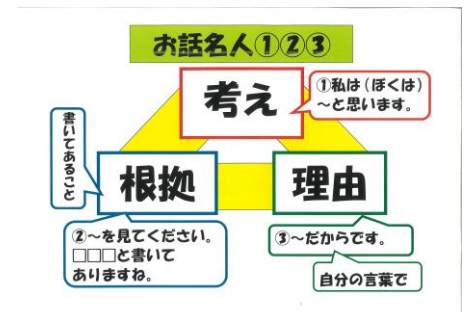 お話名人①②③
考え
①私は（ぼくは）
～と思います。
書いてあること
根拠
理由
②～を見てください。
□□□と書いて
ありますね。
③～だからです。
自分の言葉で